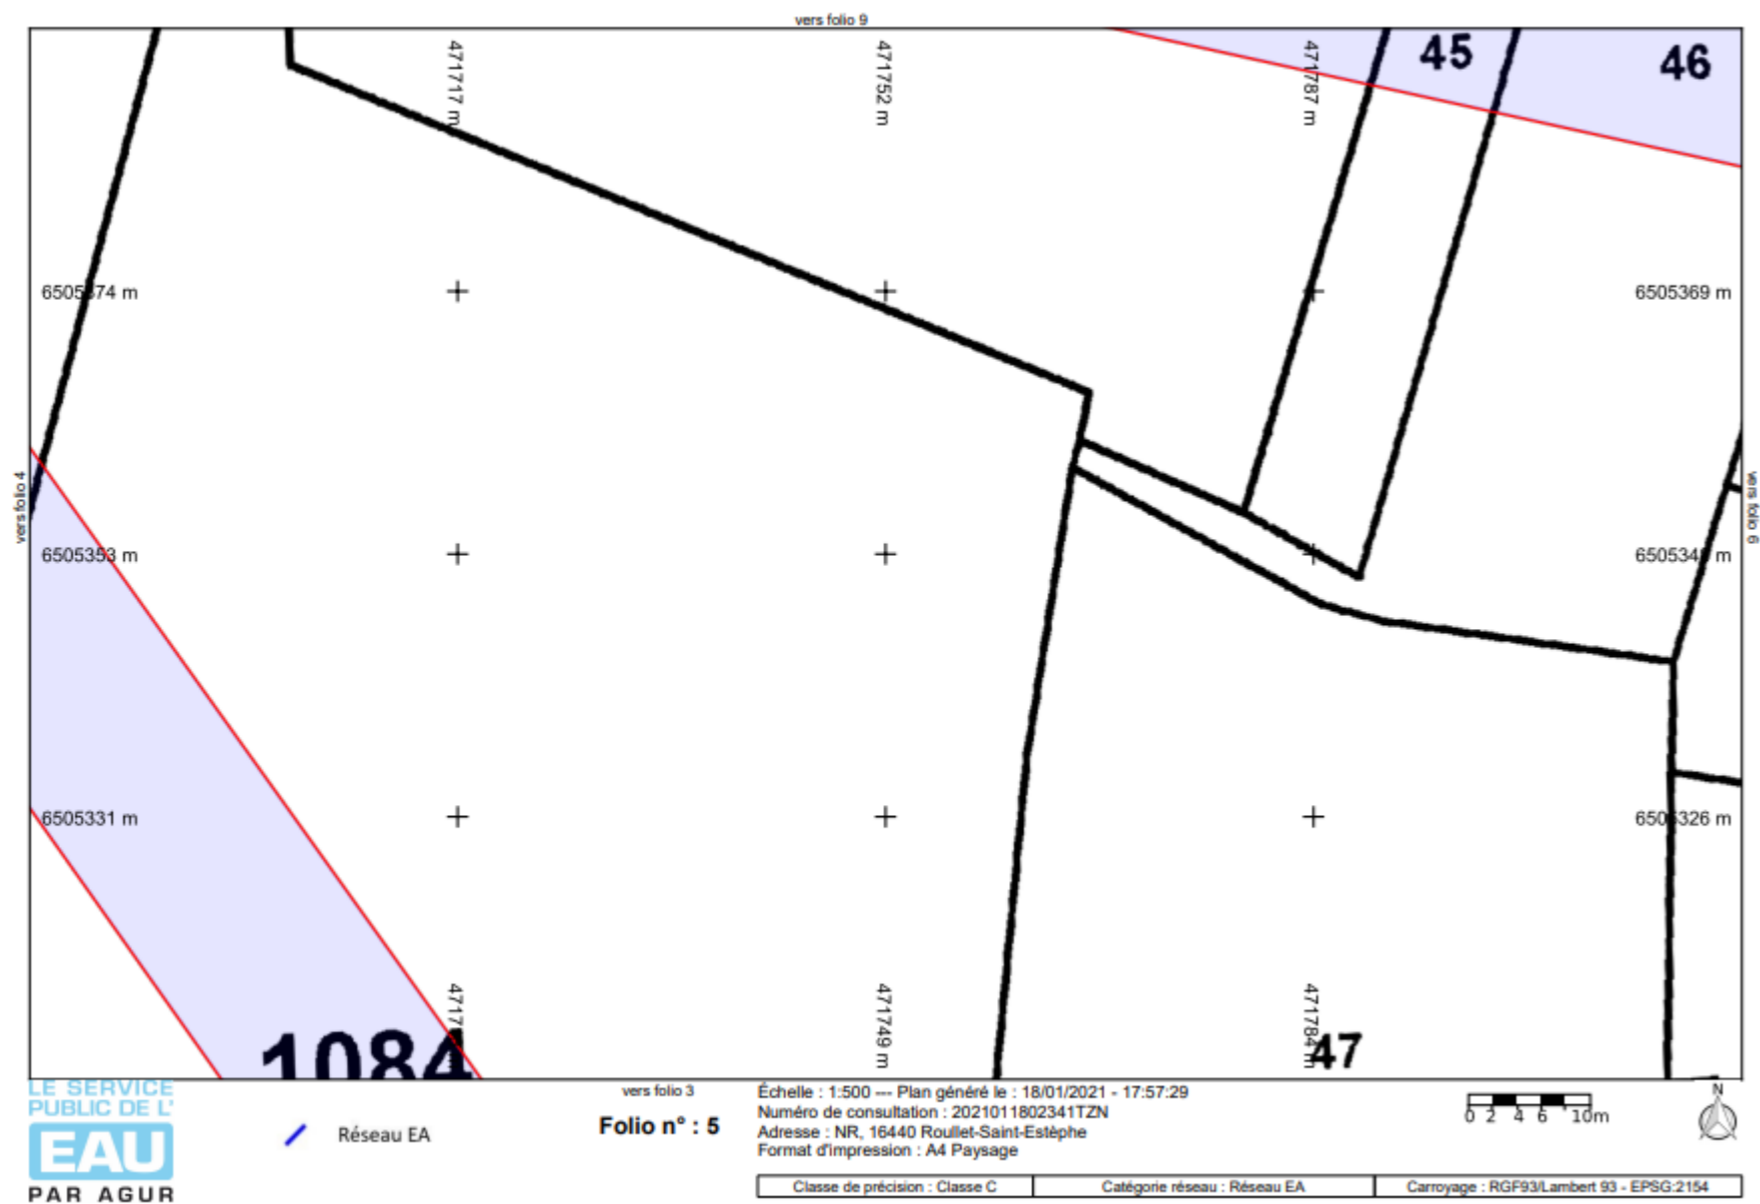 vers folio 9
471717 m
471752 m
471787 m
45
46
6505374 m
6505369 m
vers folio 4
vers folio 6
6505353 m
m
6505331 m
6505326 m
471749 m
471784 m
1084
47
LE SERVICE
PUBLIC DE L'
EAU
PAR AGUR
Réseau EA
vers folio 3
Folio n° : 5
Échelle : 1:500 --- Plan généré le : 18/01/2021 - 17:57:29
Numéro de consultation : 2021011802341TZN
Adresse : NR, 16440 Roullet-Saint-Estèphe
Format d'impression : A4 Paysage
Classe de précision : Classe C
Catégorie réseau : Réseau EA
Carroyage : RGF93/Lambert 93 - EPSG:2154
0 2 4 6 10m
N